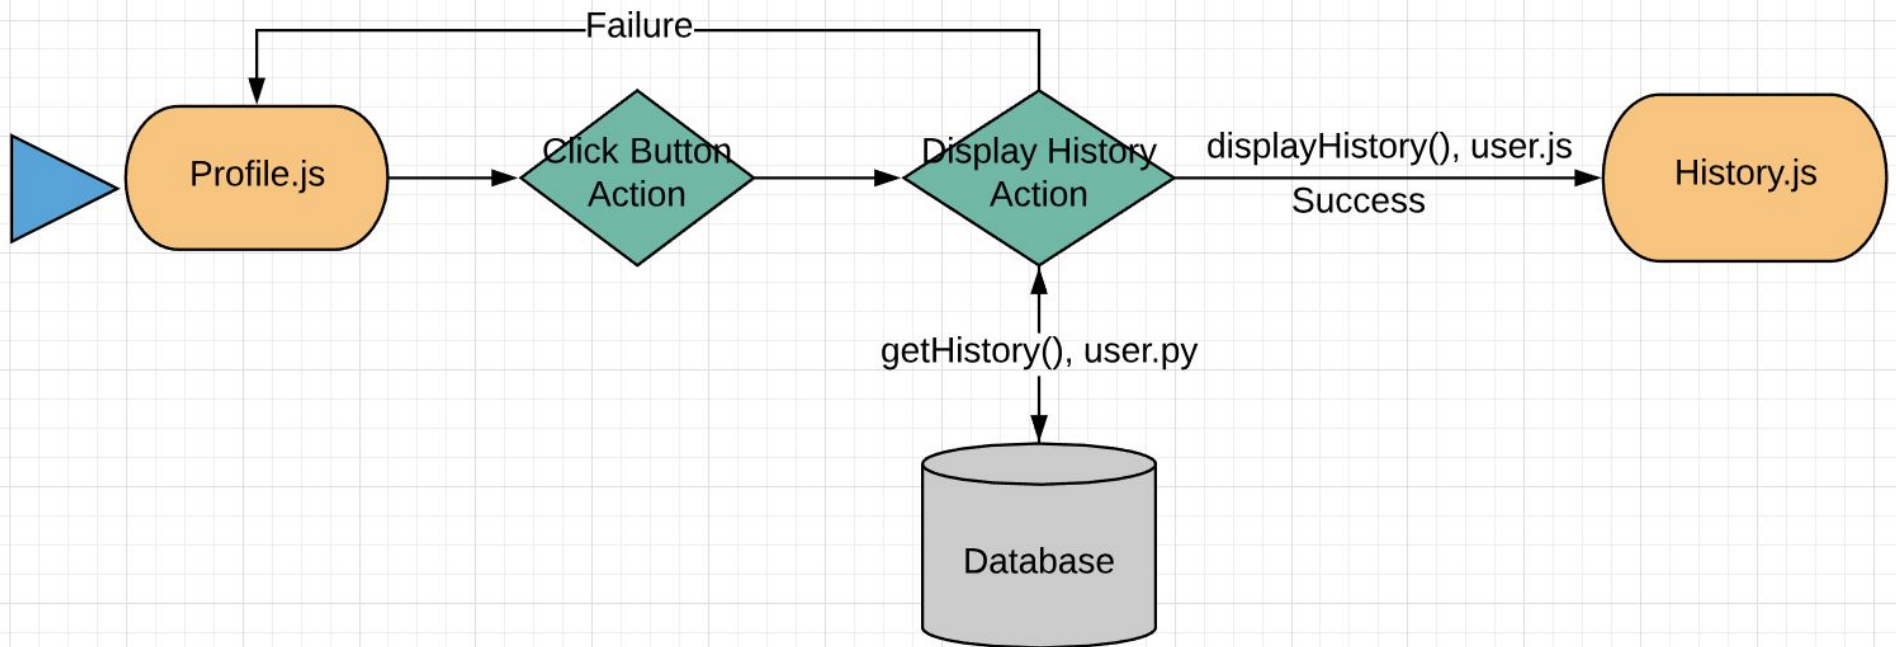 Failure
Profile.js
Click Button
Action
Display History
Action
displayHistory(), user.js
Success
History.js
getHistory(), user.py
Database